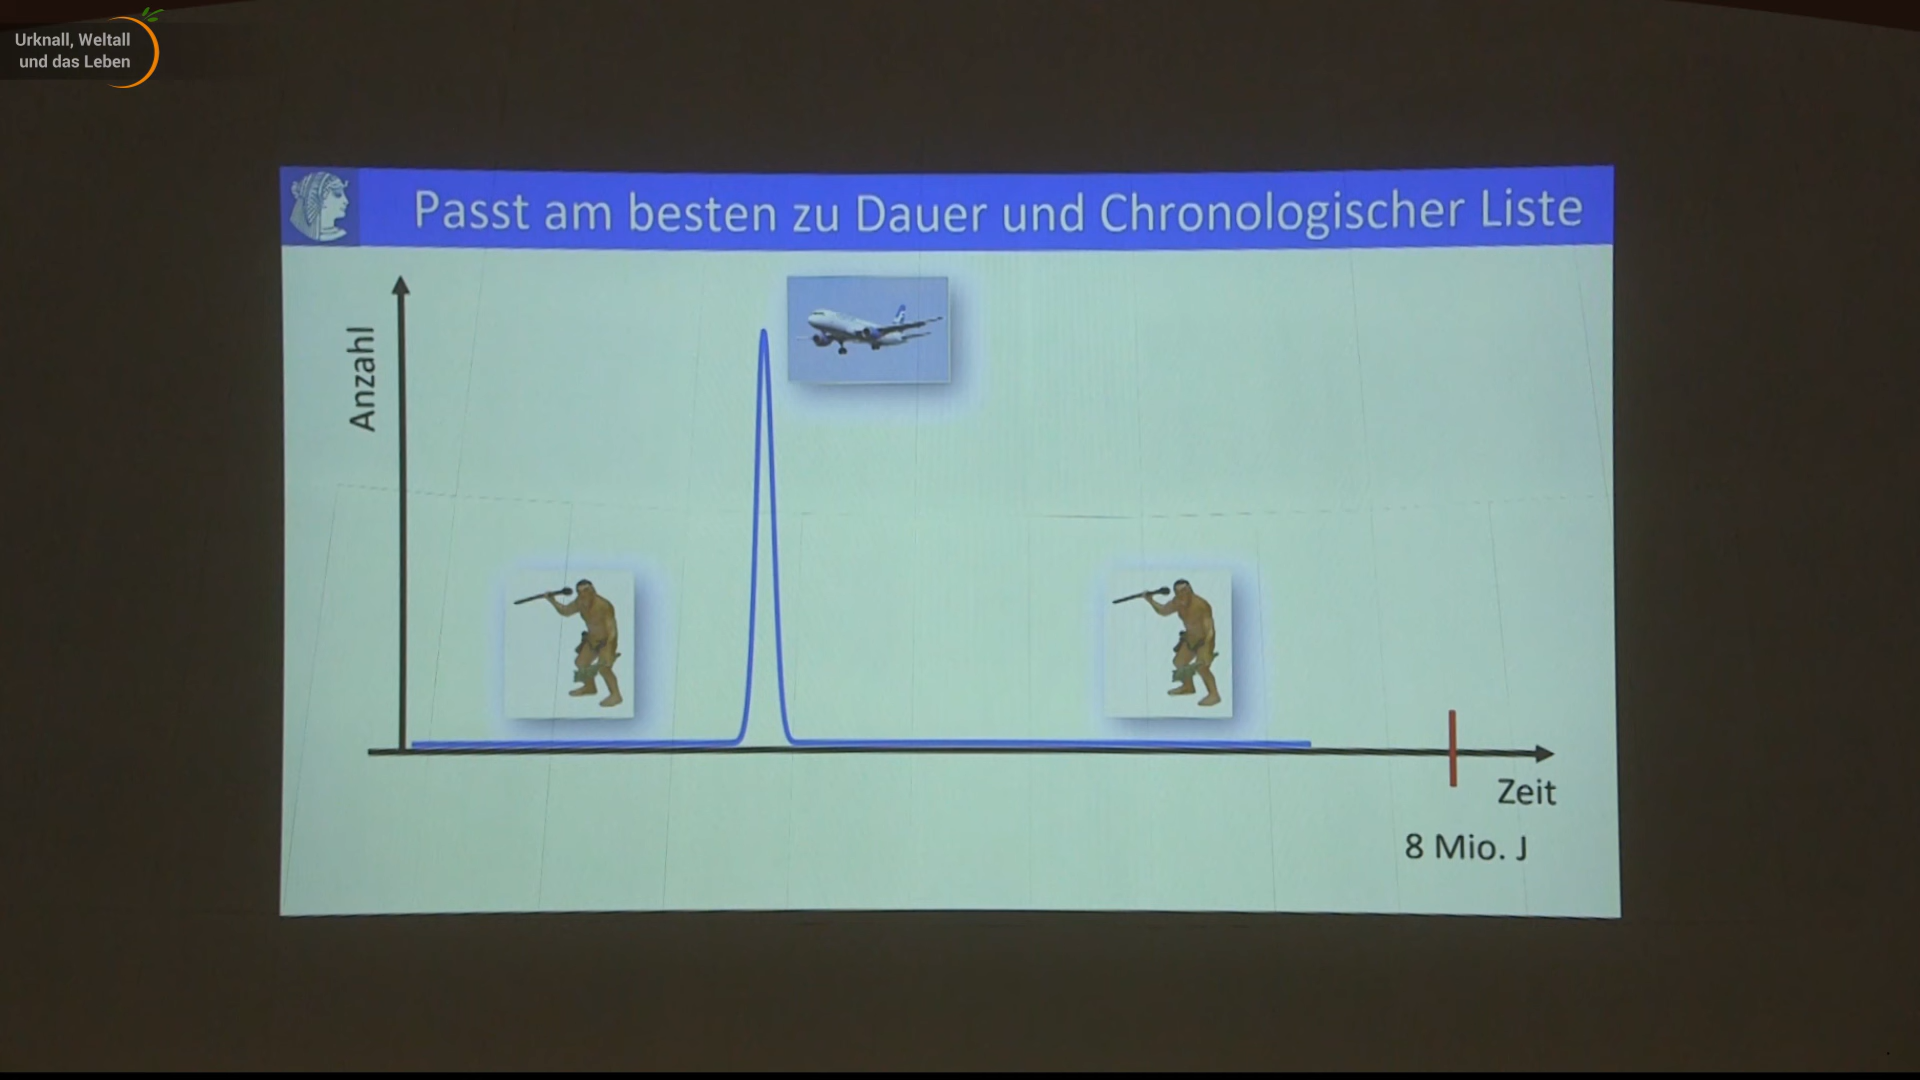 Urknall, Weltall
und das Leben
Passt am besten zu Dauer und Chronologischer Liste
Anzahl
Zeit
8 Mio. J